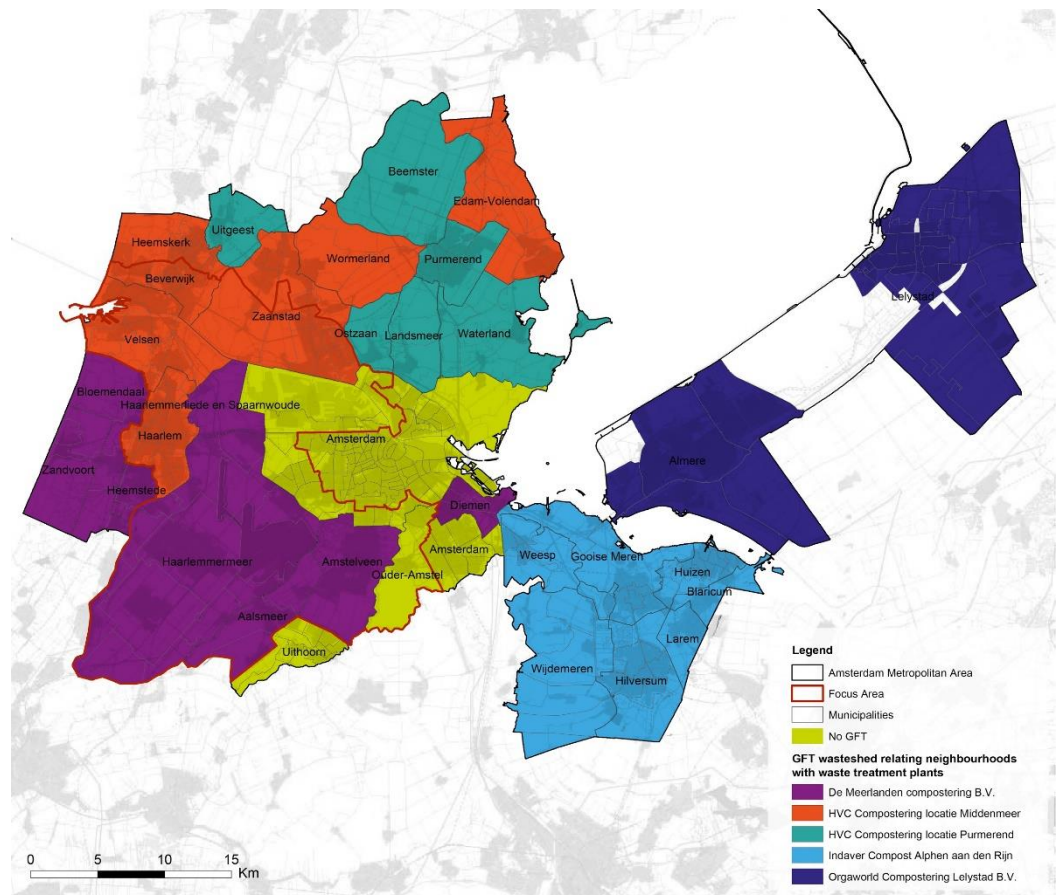 Beemster
Edam-Volendam
Uitgeest
Heemskerk
Wormerland
Purmerend
Beverwijk
Zaanstad
Lelystad
Velsen
Ostzaan
Landsmeer
Waterland
Bloemendaal
Haarlemmerliede en Spaarnwoude
Haarlem
Amsterdam
Almere
Zandvoort
Heemstede
Diemen
Haarlemmermeer
Amstelveen
Amsterdam
Weesp
Gooise Meren
Ouder-Amstel
Huizen
Blaricum
Aalsmeer
Larem
Uithoorn
Wijdemeren
Hilversum
Legend
Amsterdam Metropolitan Area
Focus Area
Municipalities
No GFT
GFT wasteshed relating neighbourhoods
with waste treatment plants
De Meerlanden compostering B.V.
HVC Compostering locatie Middenmeer
HVC Compostering locatie Purmerend
Indaver Compost Alphen aan den Rijn
Orgaworld Compostering Lelystad B.V.
0 5 10 15
Km